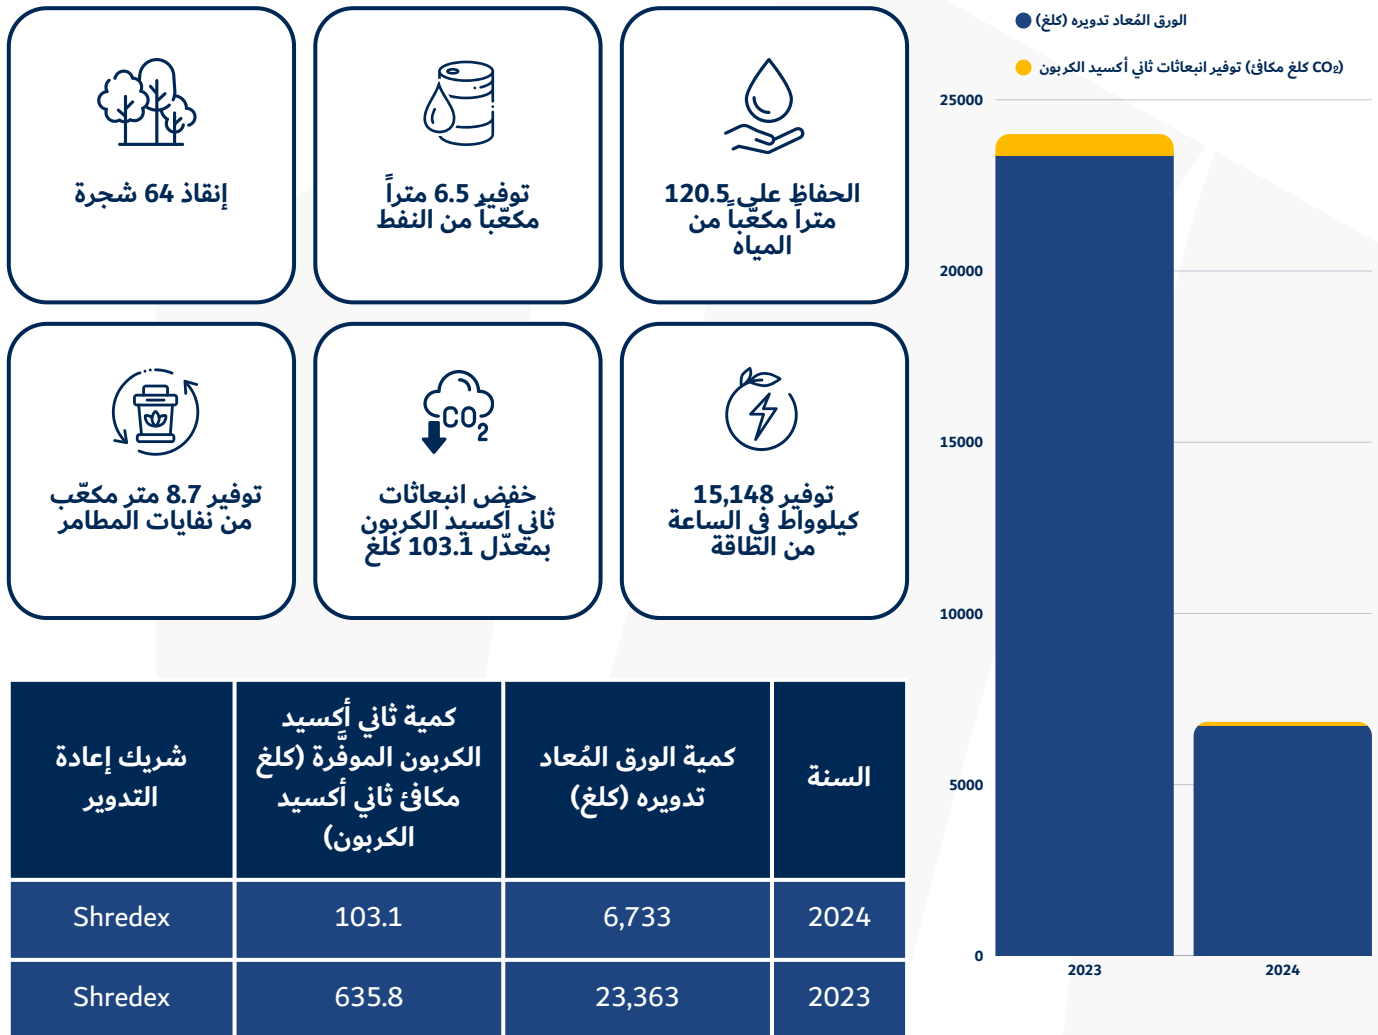 الحفاظ على 120.5
متراً مكعّباً من
المياه
توفير 6.5 متراً
مكعّباً من النفط
إنقاذ 64 شجرة
توفير 15,148
كيلوواط في الساعة
من الطاقة
خفض انبعاثات
ثاني أكسيد الكربون
بمعدّل 103.1 كلغ
توفير 8.7 متر مكعّب
من نفايات المطامر
الورق المُعاد تدويره (كلغ)
(CO₂ كلغ مكافئ) توفير انبعاثات ثاني أكسيد الكربون
25000
20000
15000
10000
5000
0
2023 2024
السنة
كمية الورق المُعاد
تدويره (كلغ)
كمية ثاني أكسيد
الكربون الموفَّرة (كلغ
مكافئ ثاني أكسيد
الكربون)
شريك إعادة
التدوير
2024 6,733 103.1 Shredex
2023 23,363 635.8 Shredex
CO2